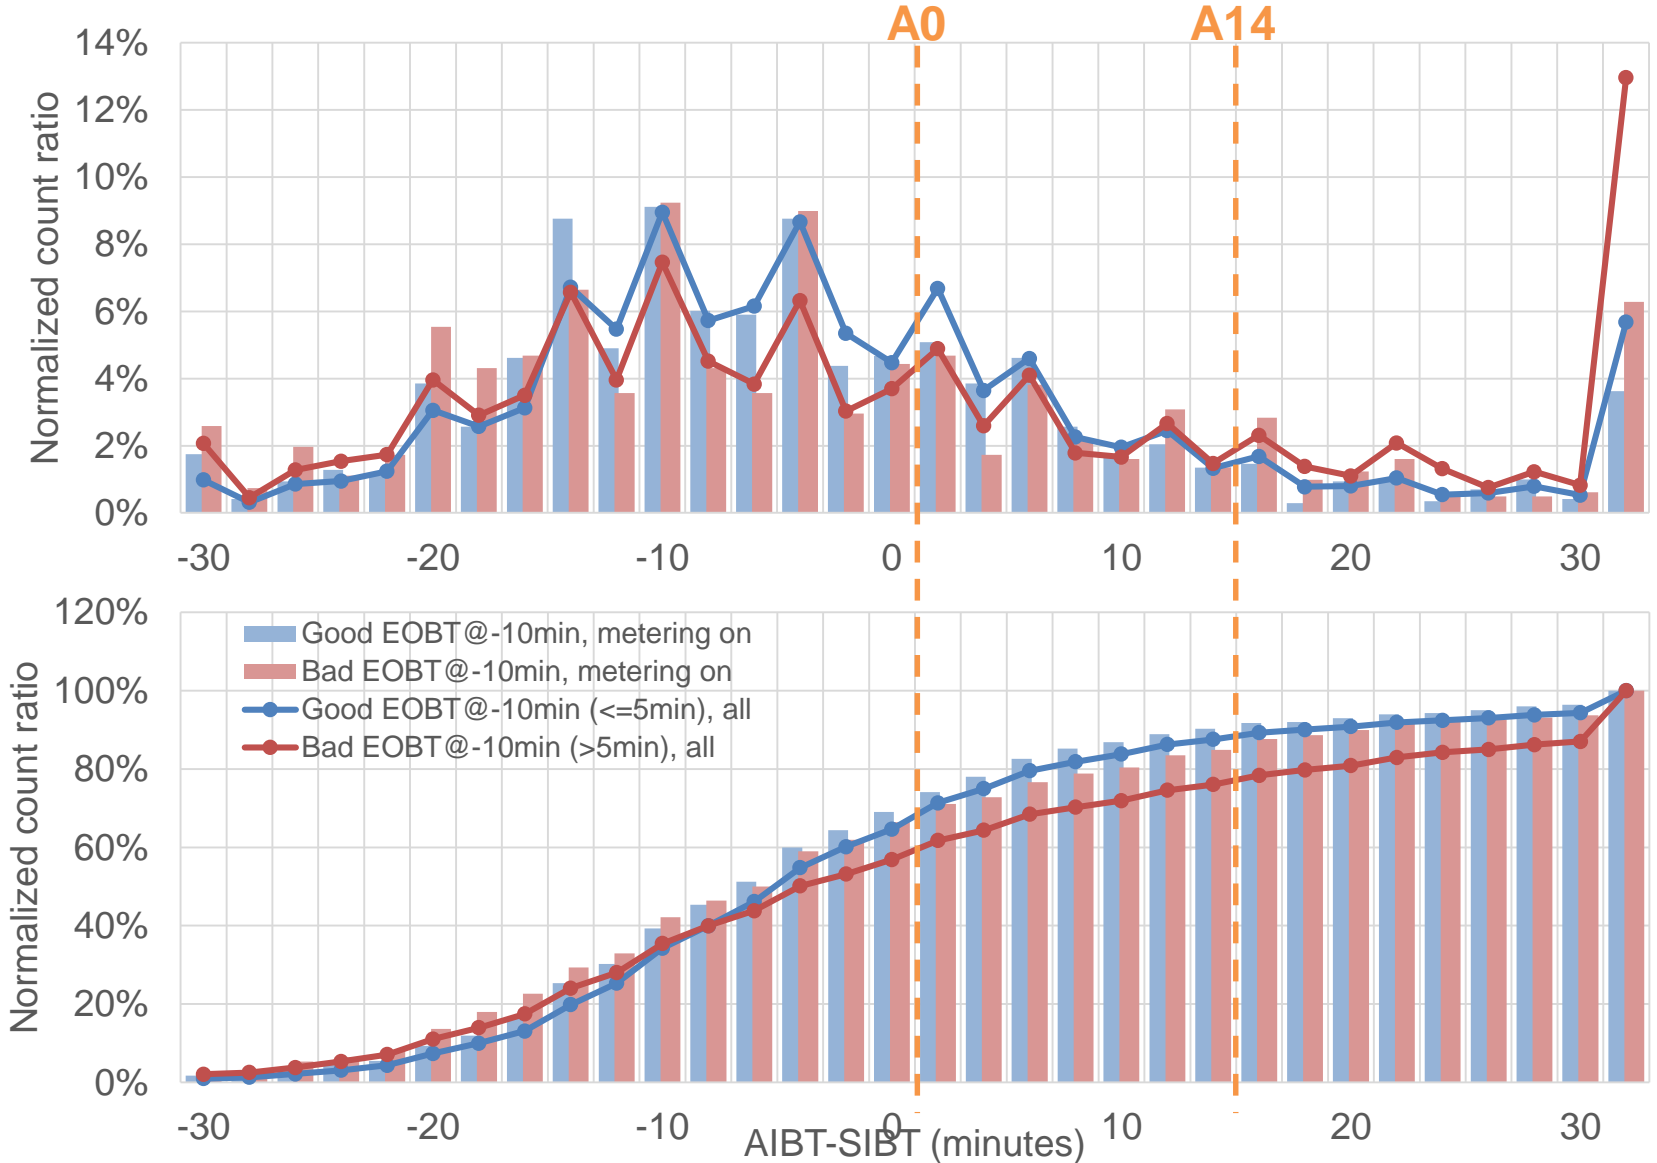 A0 A14
Normalized count ratio
14%
12%
10%
8%
6%
4%
2%
0%
-30 -20 -10 0 10 20 30
Normalized count ratio
120%
100%
80%
60%
40%
20%
0%
Good EOBT@-10min, metering on
Bad EOBT@-10min, metering on
Good EOBT@-10min (<=5min), all
Bad EOBT@-10min (>5min), all
-30 -20 -10 0 10 20 30
AIBT-SIBT (minutes)